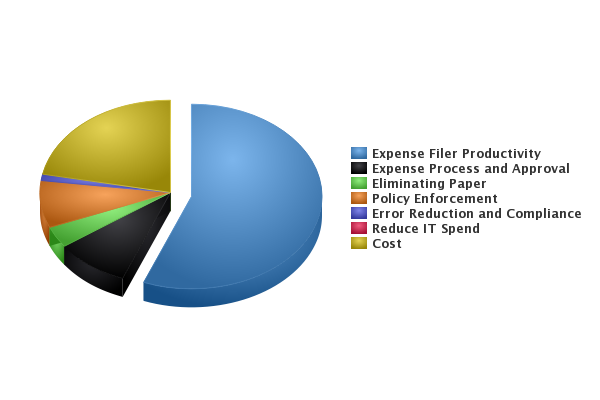 Expense Filer Productivity
Expense Process and Approval
Eliminating Paper
Policy Enforcement
Error Reduction and Compliance
Reduce IT Spend
Cost